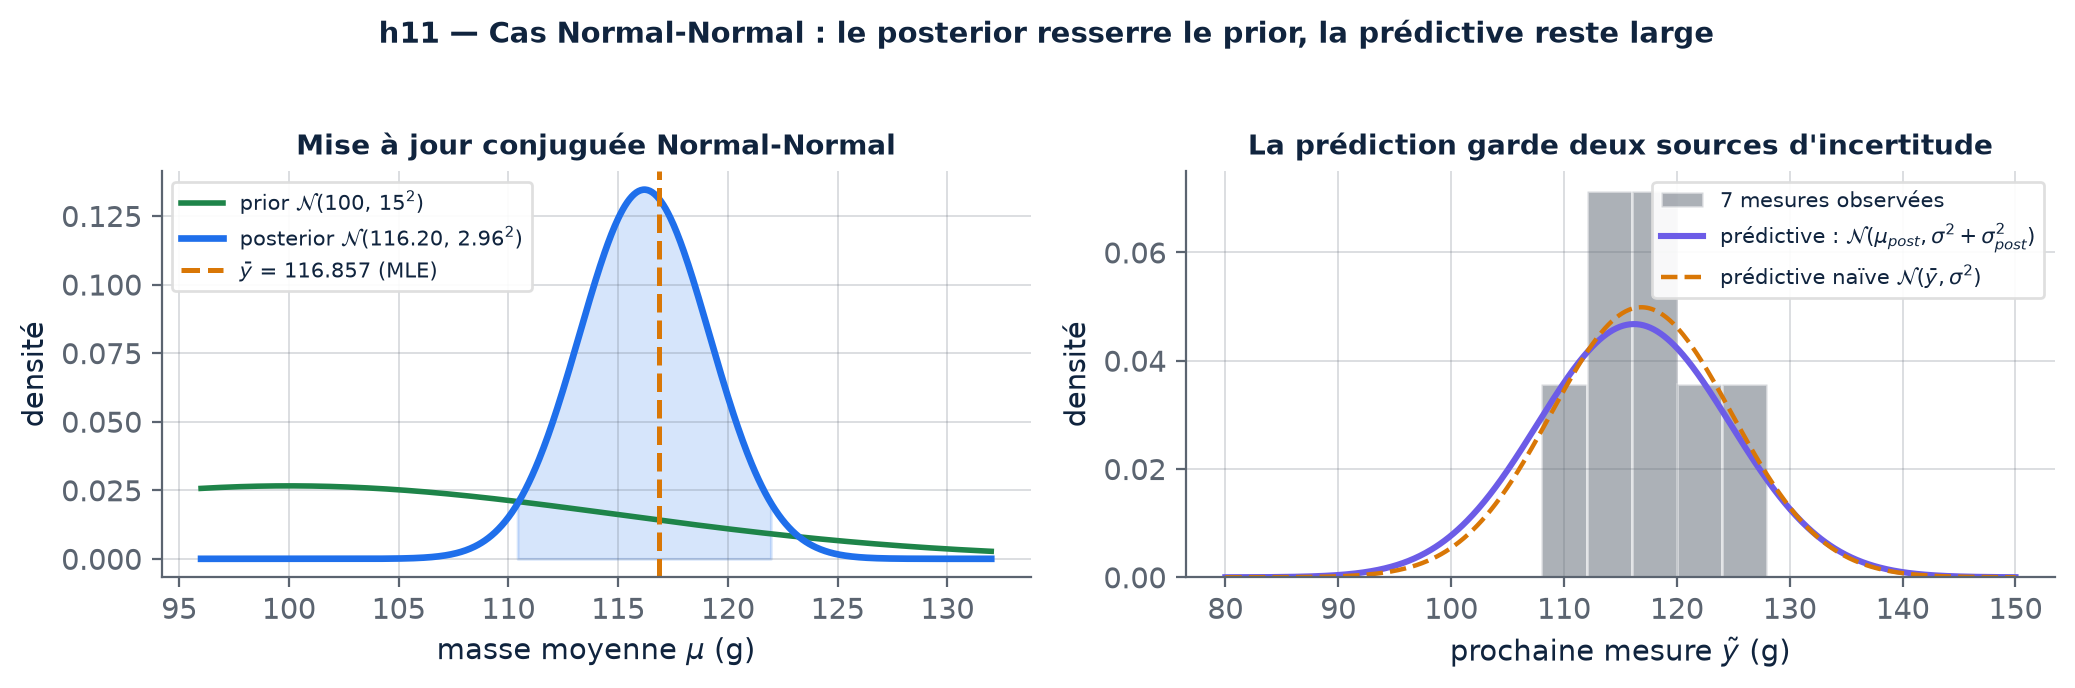 h11 — Cas Normal-Normal : le posterior resserre le prior, la prédictive reste large
Mise à jour conjuguée Normal-Normal
prior 𝒩(100, 15²)
posterior 𝒩(116.20, 2.96²)
ȳ = 116.857 (MLE)
densité
0.125
0.100
0.075
0.050
0.025
0.000
95 100 105 110 115 120 125 130
masse moyenne μ (g)
La prédiction garde deux sources d'incertitude
7 mesures observées
prédictive : 𝒩(μ_post, σ² + σ²_post)
prédictive naïve 𝒩(ȳ, σ²)
densité
0.06
0.04
0.02
0.00
80 90 100 110 120 130 140 150
prochaine mesure ỹ (g)